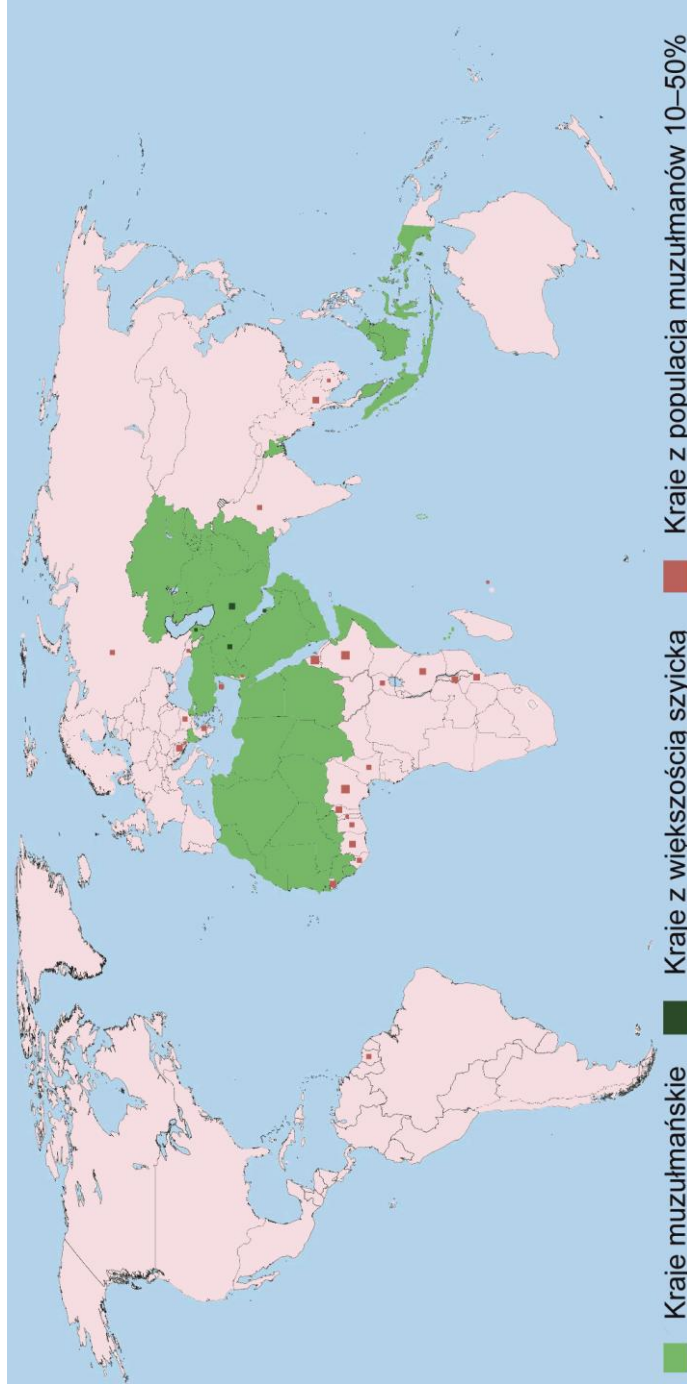 Kraje muzułmańskie
Kraje z większością szyicką
Kraje z populacją muzułmanów 10–50%